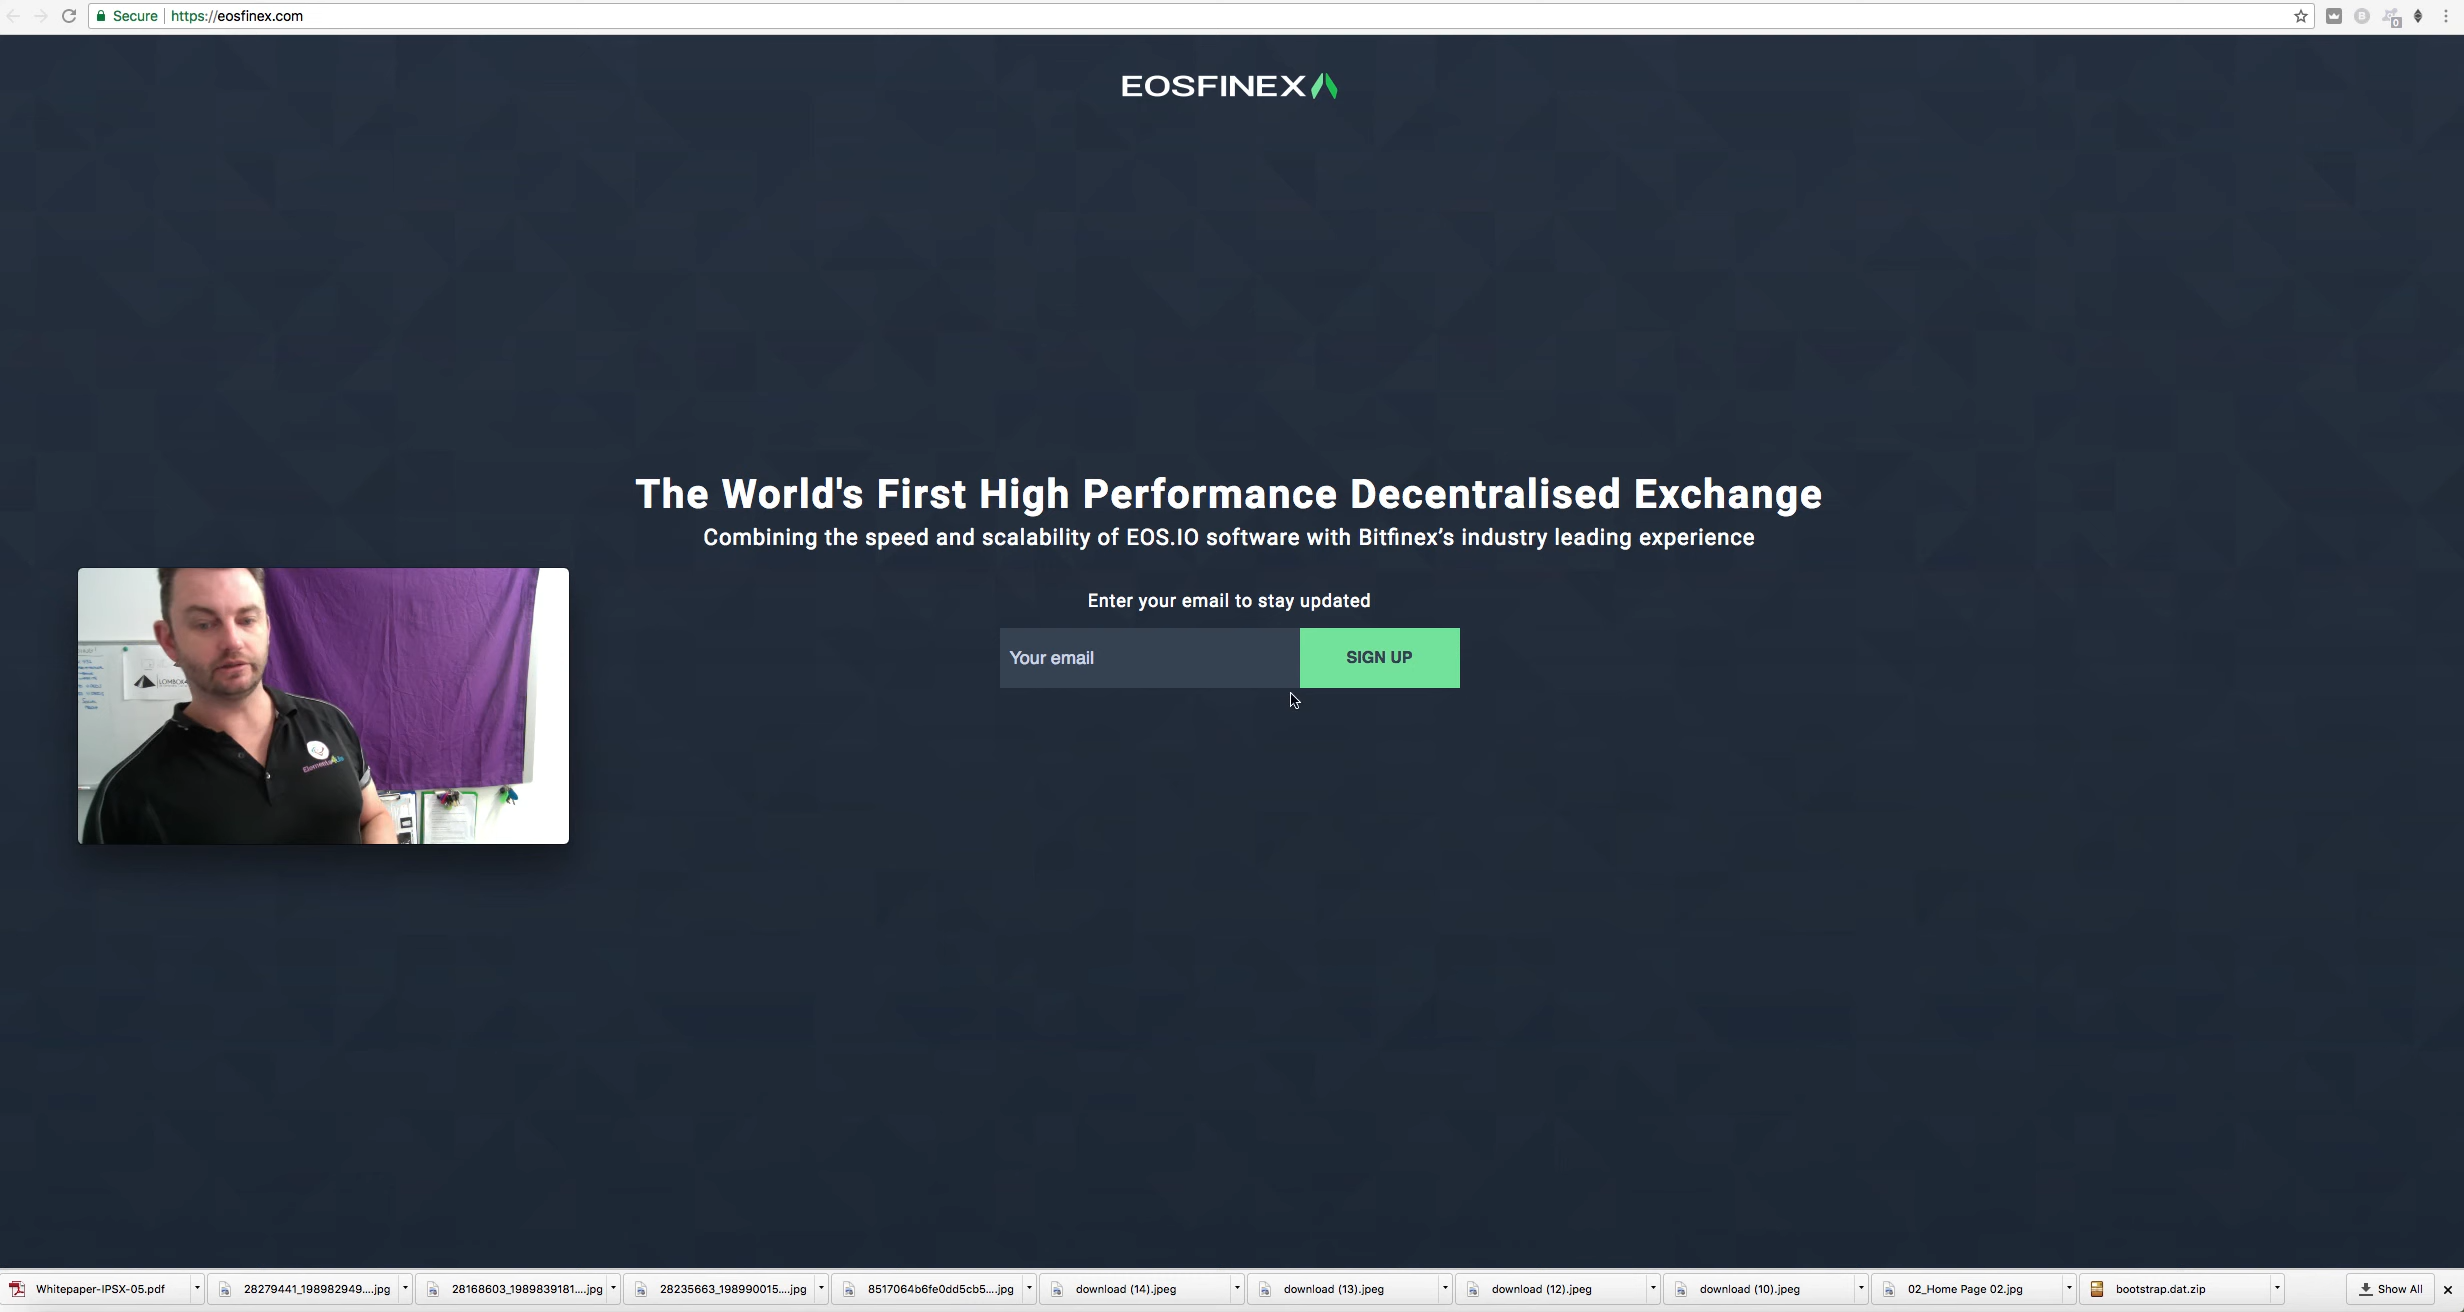 Secure
https://eosfinex.com
0
EOSFINEX
The World's First High Performance Decentralised Exchange
Combining the speed and scalability of EOS.IO software with Bitfinex’s industry leading experience
Enter your email to stay updated
Your email
SIGN UP
LOMBOK
Elements
Whitepaper-IPSX-05.pdf
28279441_198982949....jpg
28168603_1989839181....jpg
28235663_198990015....jpg
8517064b6fe0dd5cb5....jpg
download (14).jpeg
download (13).jpeg
download (12).jpeg
download (10).jpeg
02_Home Page 02.jpg
bootstrap.dat.zip
Show All